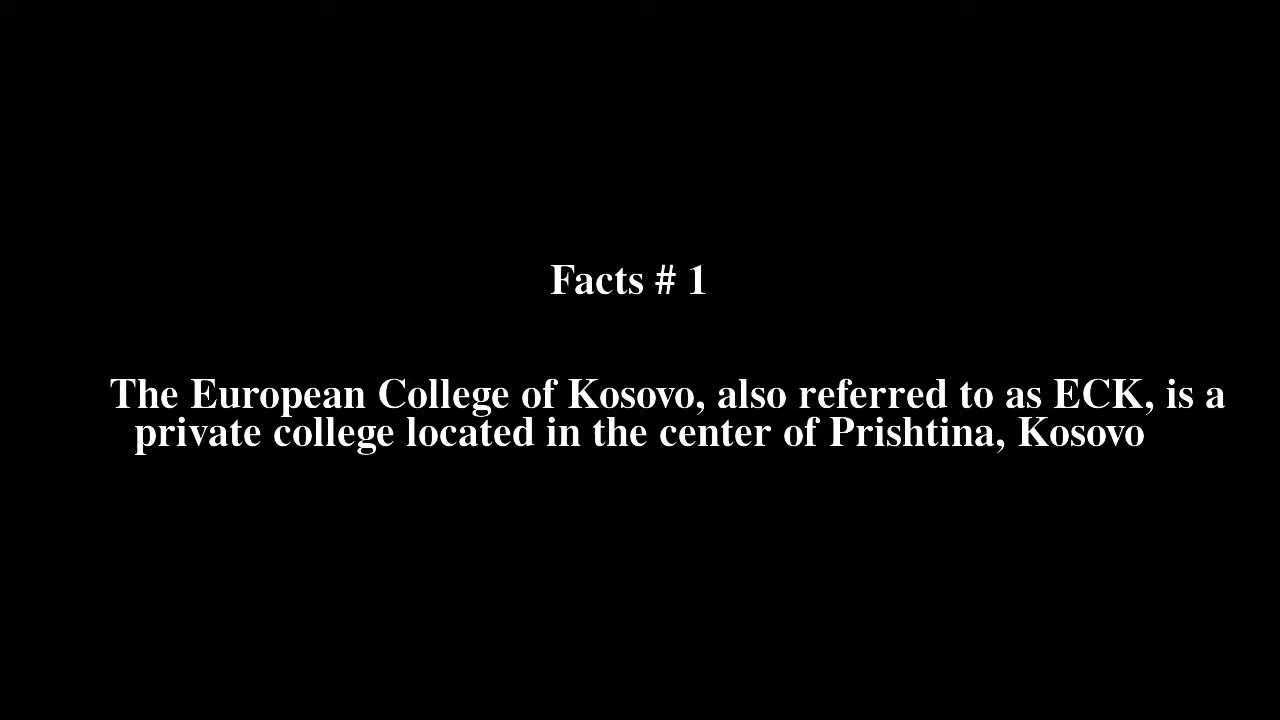 Facts # 1
The European College of Kosovo, also referred to as ECK, is a
private college located in the center of Prishtina, Kosovo